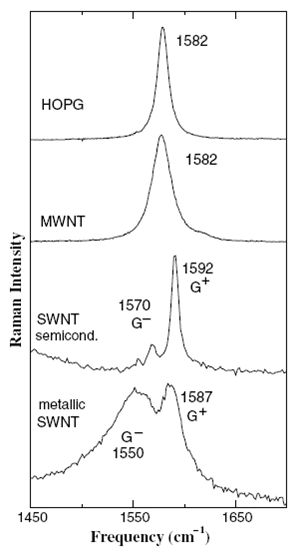 1582
HOPG
1582
MWNT
1592
G+
1570
G−
SWNT
semicond.
metallic
SWNT
1587
G+
G−
1550
Raman Intensity
1450
1550
1650
Frequency (cm⁻¹)